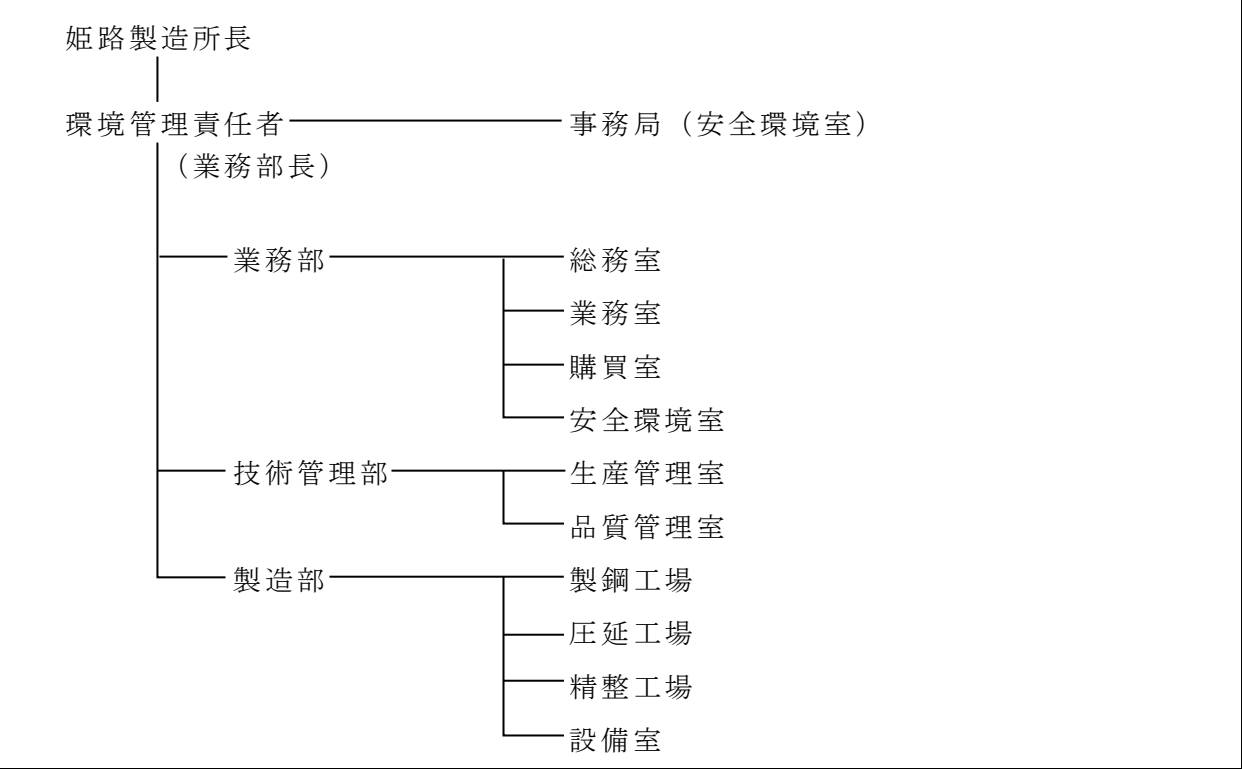 姫路製造所長
環境管理責任者 事務局（安全環境室）
（業務部長）
業務部 総務室
業務室
購買室
安全環境室
技術管理部 生産管理室
品質管理室
製造部 製鋼工場
圧延工場
精整工場
設備室